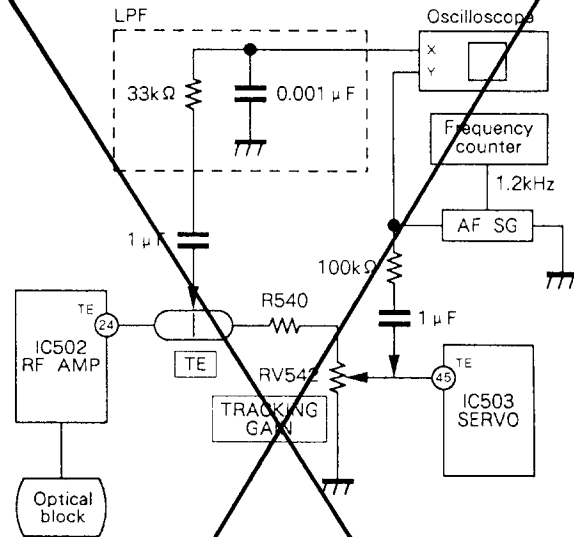 LPF
Oscilloscope
X
Y
33kΩ
0.001 μF
Frequency
counter
1.2kHz
AF SG
1 μF
100kΩ
1 μF
R540
TE
24
IC502
RF AMP
TE
RV542
TE
45
IC503
SERVO
TRACKING
GAIN
Optical
block